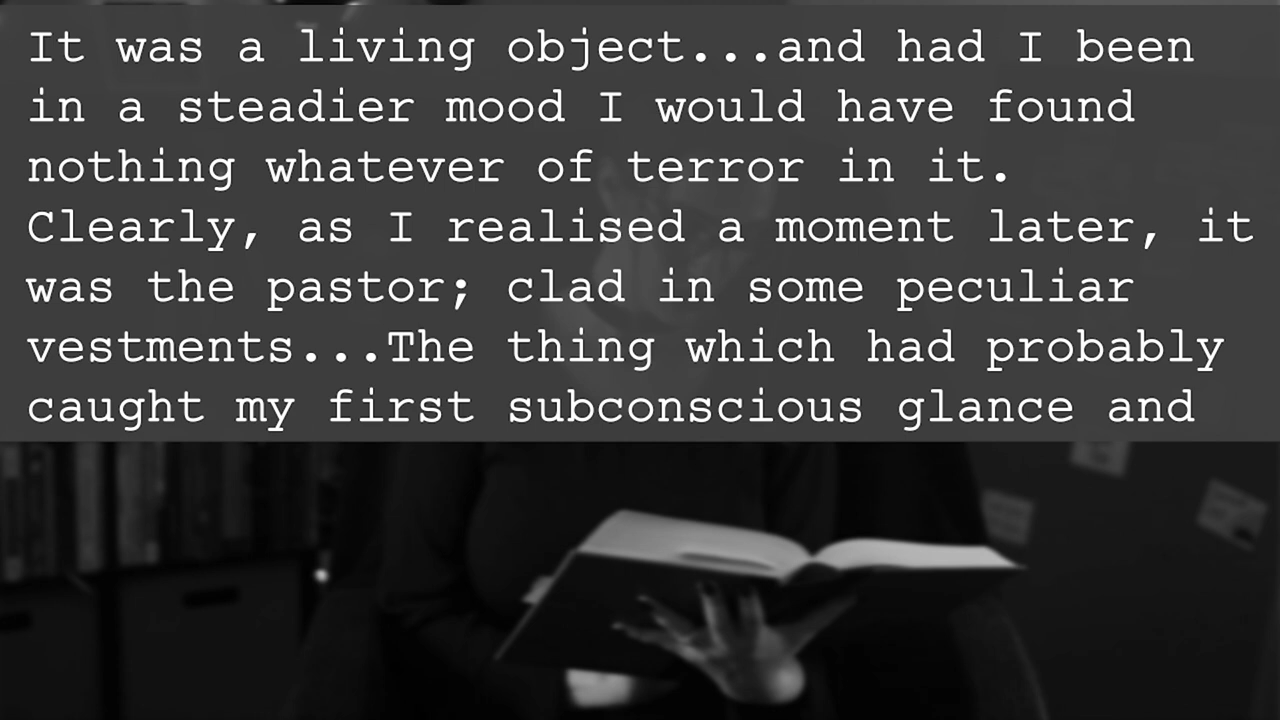 It was a living object...and had I been
in a steadier mood I would have found
nothing whatever of terror in it.
Clearly, as I realised a moment later, it
was the pastor; clad in some peculiar
vestments...The thing which had probably
caught my first subconscious glance and